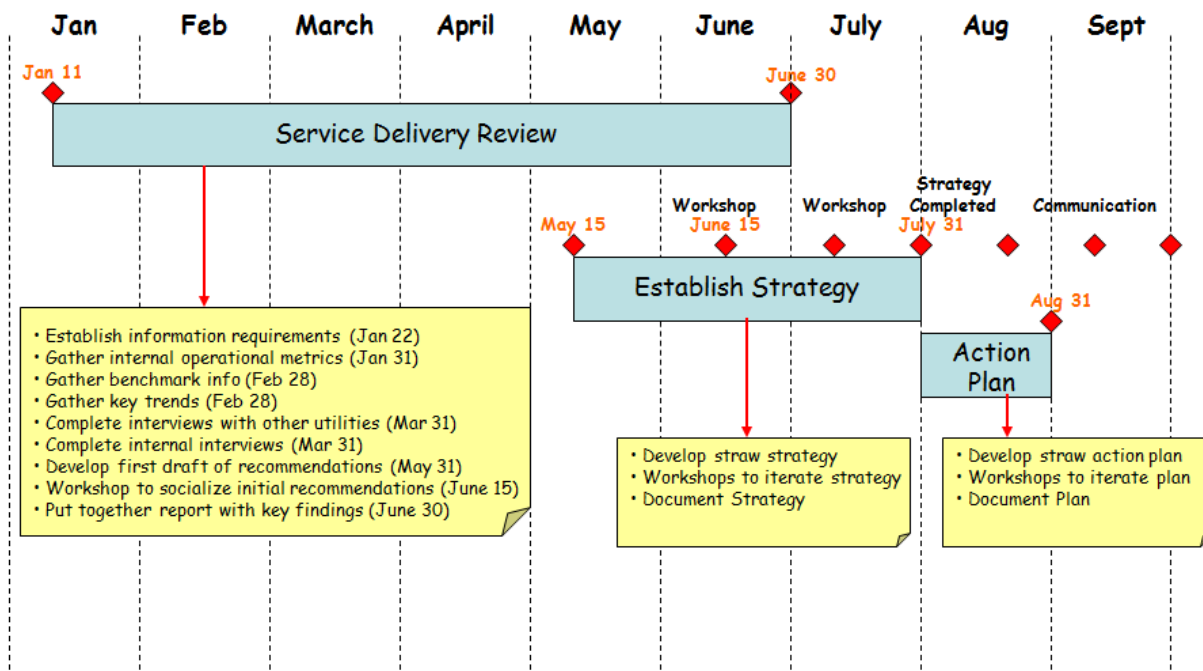 Jan Feb March April May June July Aug Sept
Jan 11
June 30
Service Delivery Review
Strategy
Workshop Workshop Completed Communication
May 15 June 15 July 31
Establish Strategy
Aug 31
Action
Plan
• Establish information requirements (Jan 22)
• Gather internal operational metrics (Jan 31)
• Gather benchmark info (Feb 28)
• Gather key trends (Feb 28)
• Complete interviews with other utilities (Mar 31)
• Complete internal interviews (Mar 31)
• Develop first draft of recommendations (May 31)
• Workshop to socialize initial recommendations (June 15)
• Put together report with key findings (June 30)
• Develop straw strategy
• Workshops to iterate strategy
• Document Strategy
• Develop straw action plan
• Workshops to iterate plan
• Document Plan